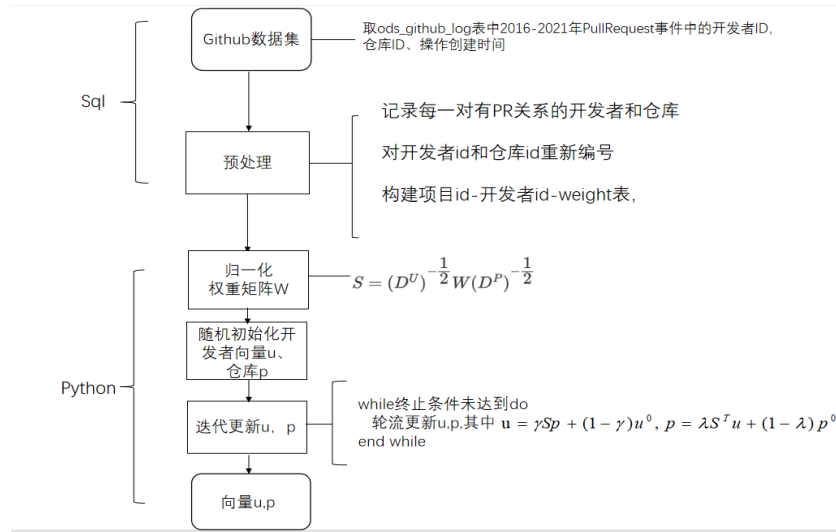 Github数据集
取ods_github_log表中2016-2021年PullRequest事件中的开发者ID,
仓库ID、操作创建时间
Sql
预处理
记录每一对有PR关系的开发者和仓库
对开发者id和仓库id重新编号
构建项目id-开发者id-weight表,
归一化
权重矩阵W
S = (D^U)^{-\frac{1}{2}} W (D^P)^{-\frac{1}{2}}
随机初始化开
发者向量u、
仓库p
Python
迭代更新u，p
while终止条件未达到do
轮流更新u,p,其中 u = γSp + (1 − γ)u^0, p = λS^T u + (1 − λ) p^0
end while
向量u,p